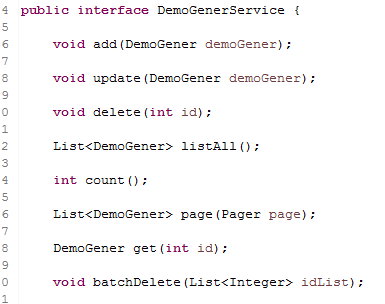 4 public interface DemoGenerService {
5
6 void add(DemoGener demoGener);
7
8 void update(DemoGener demoGener);
9
0 void delete(int id);
1
2 List<DemoGener> listAll();
3
4 int count();
5
6 List<DemoGener> page(Pager page);
7
8 DemoGener get(int id);
9
0 void batchDelete(List<Integer> idList);
1